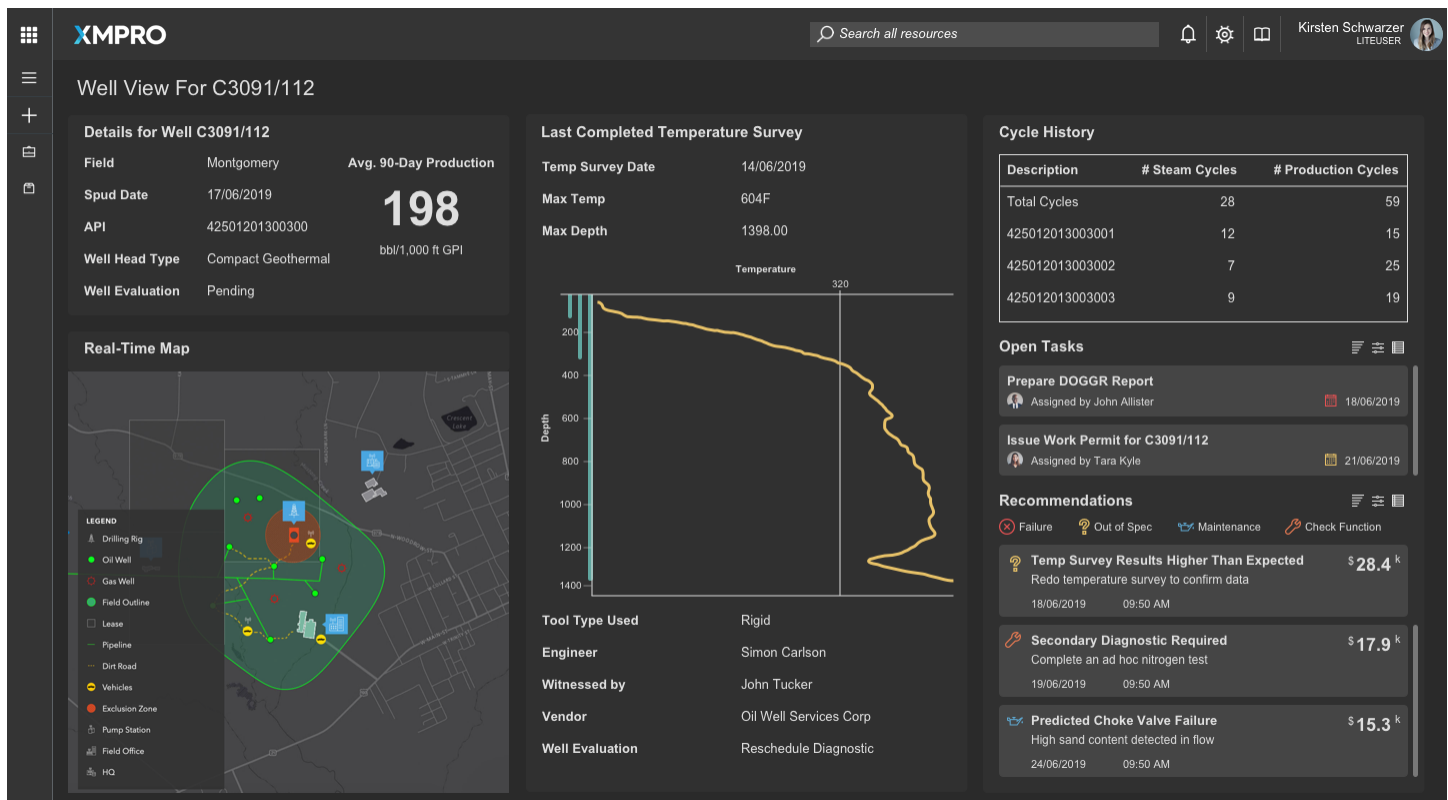 XMPRO
Search all resources
Kirsten Schwarzer
LITEUSER
Well View For C3091/112
Details for Well C3091/112
Field Montgomery
Spud Date 17/06/2019
API 42501201300300
Well Head Type Compact Geothermal
Well Evaluation Pending
Avg. 90-Day Production
198
bbl/1,000 ft GPI
Real-Time Map
Crescent
Lake
LEGEND
Drilling Rig
Oil Well
Gas Well
Field Outline
Lease
Pipeline
Dirt Road
Vehicles
Exclusion Zone
Pump Station
Field Office
HQ
Last Completed Temperature Survey
Temp Survey Date 14/06/2019
Max Temp 604F
Max Depth 1398.00
Temperature
320
Depth
200
400
600
800
1000
1200
1400
Tool Type Used Rigid
Engineer Simon Carlson
Witnessed by John Tucker
Vendor Oil Well Services Corp
Well Evaluation Reschedule Diagnostic
Cycle History
Description # Steam Cycles # Production Cycles
Total Cycles 28 59
425012013003001 12 15
425012013003002 7 25
425012013003003 9 19
Open Tasks
Prepare DOGGR Report
Assigned by John Allister 18/06/2019
Issue Work Permit for C3091/112
Assigned by Tara Kyle 21/06/2019
Recommendations
Failure Out of Spec Maintenance Check Function
Temp Survey Results Higher Than Expected $28.4 k
Redo temperature survey to confirm data
18/06/2019 09:50 AM
Secondary Diagnostic Required $17.9 k
Complete an ad hoc nitrogen test
19/06/2019 09:50 AM
Predicted Choke Valve Failure $15.3 k
High sand content detected in flow
24/06/2019 09:50 AM